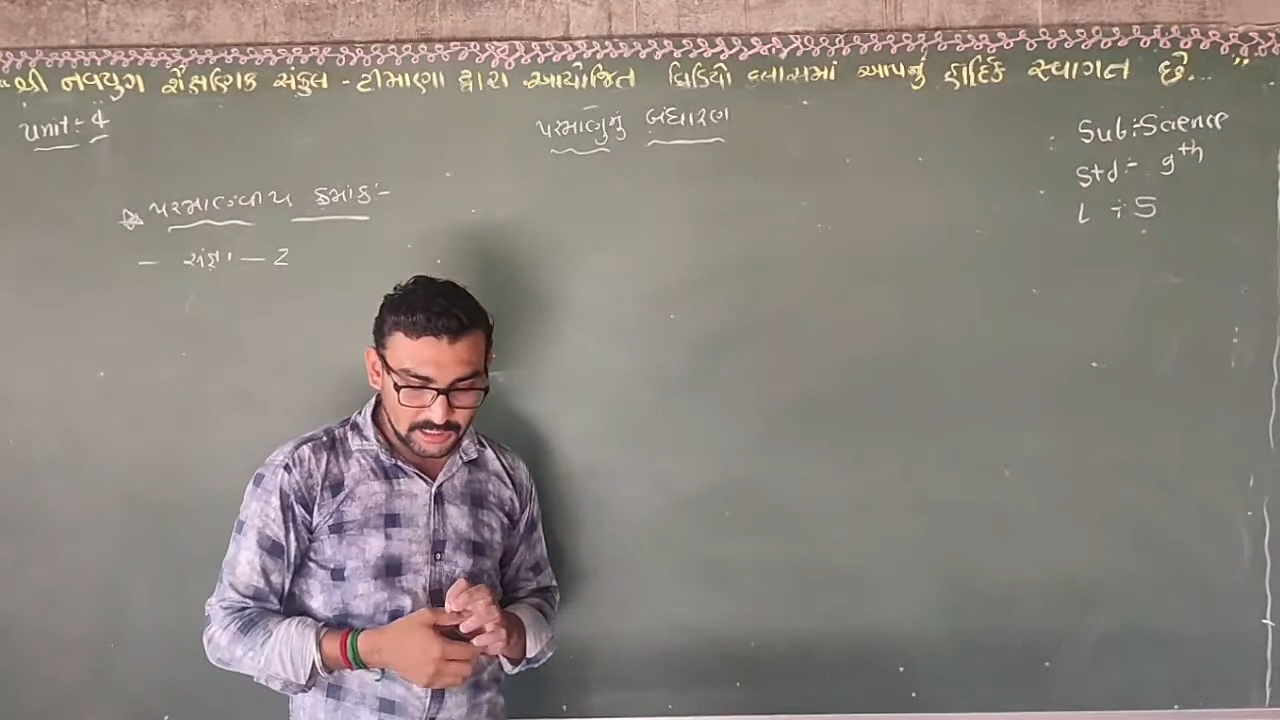 "શ્રી નવયુગ શૈક્ષણિક સંકુલ - ટીમાણા દ્વારા આયોજિત વિડિયો ક્લાસમાં આપનું હાર્દિક સ્વાગત છે... "
Unit:- 4
પરમાણુનું બંધારણ
Sub:- Science
Std:- 9th
L :- 5
પરમાણ્વીય ક્રમાંક:-
- સંજ્ઞા - Z